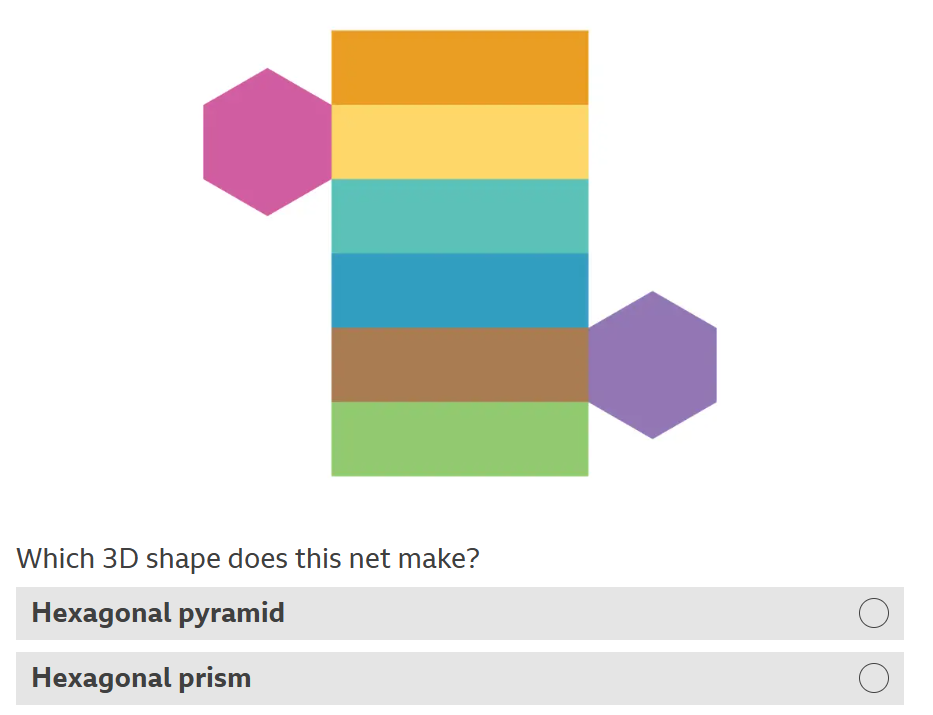 Which 3D shape does this net make?
Hexagonal pyramid
Hexagonal prism